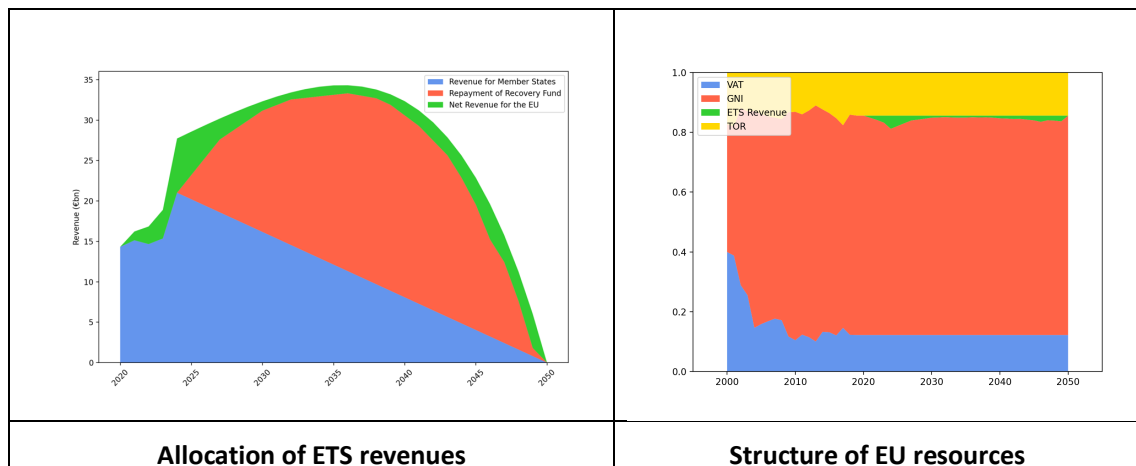 35
30
25
20
15
10
5
0
Revenue (€bn)
Revenue for Member States
Repayment of Recovery Fund
Net Revenue for the EU
2020 2025 2030 2035 2040 2045 2050
Allocation of ETS revenues
1.0
0.8
0.6
0.4
0.2
0.0
VAT
GNI
ETS Revenue
TOR
2000 2010 2020 2030 2040 2050
Structure of EU resources